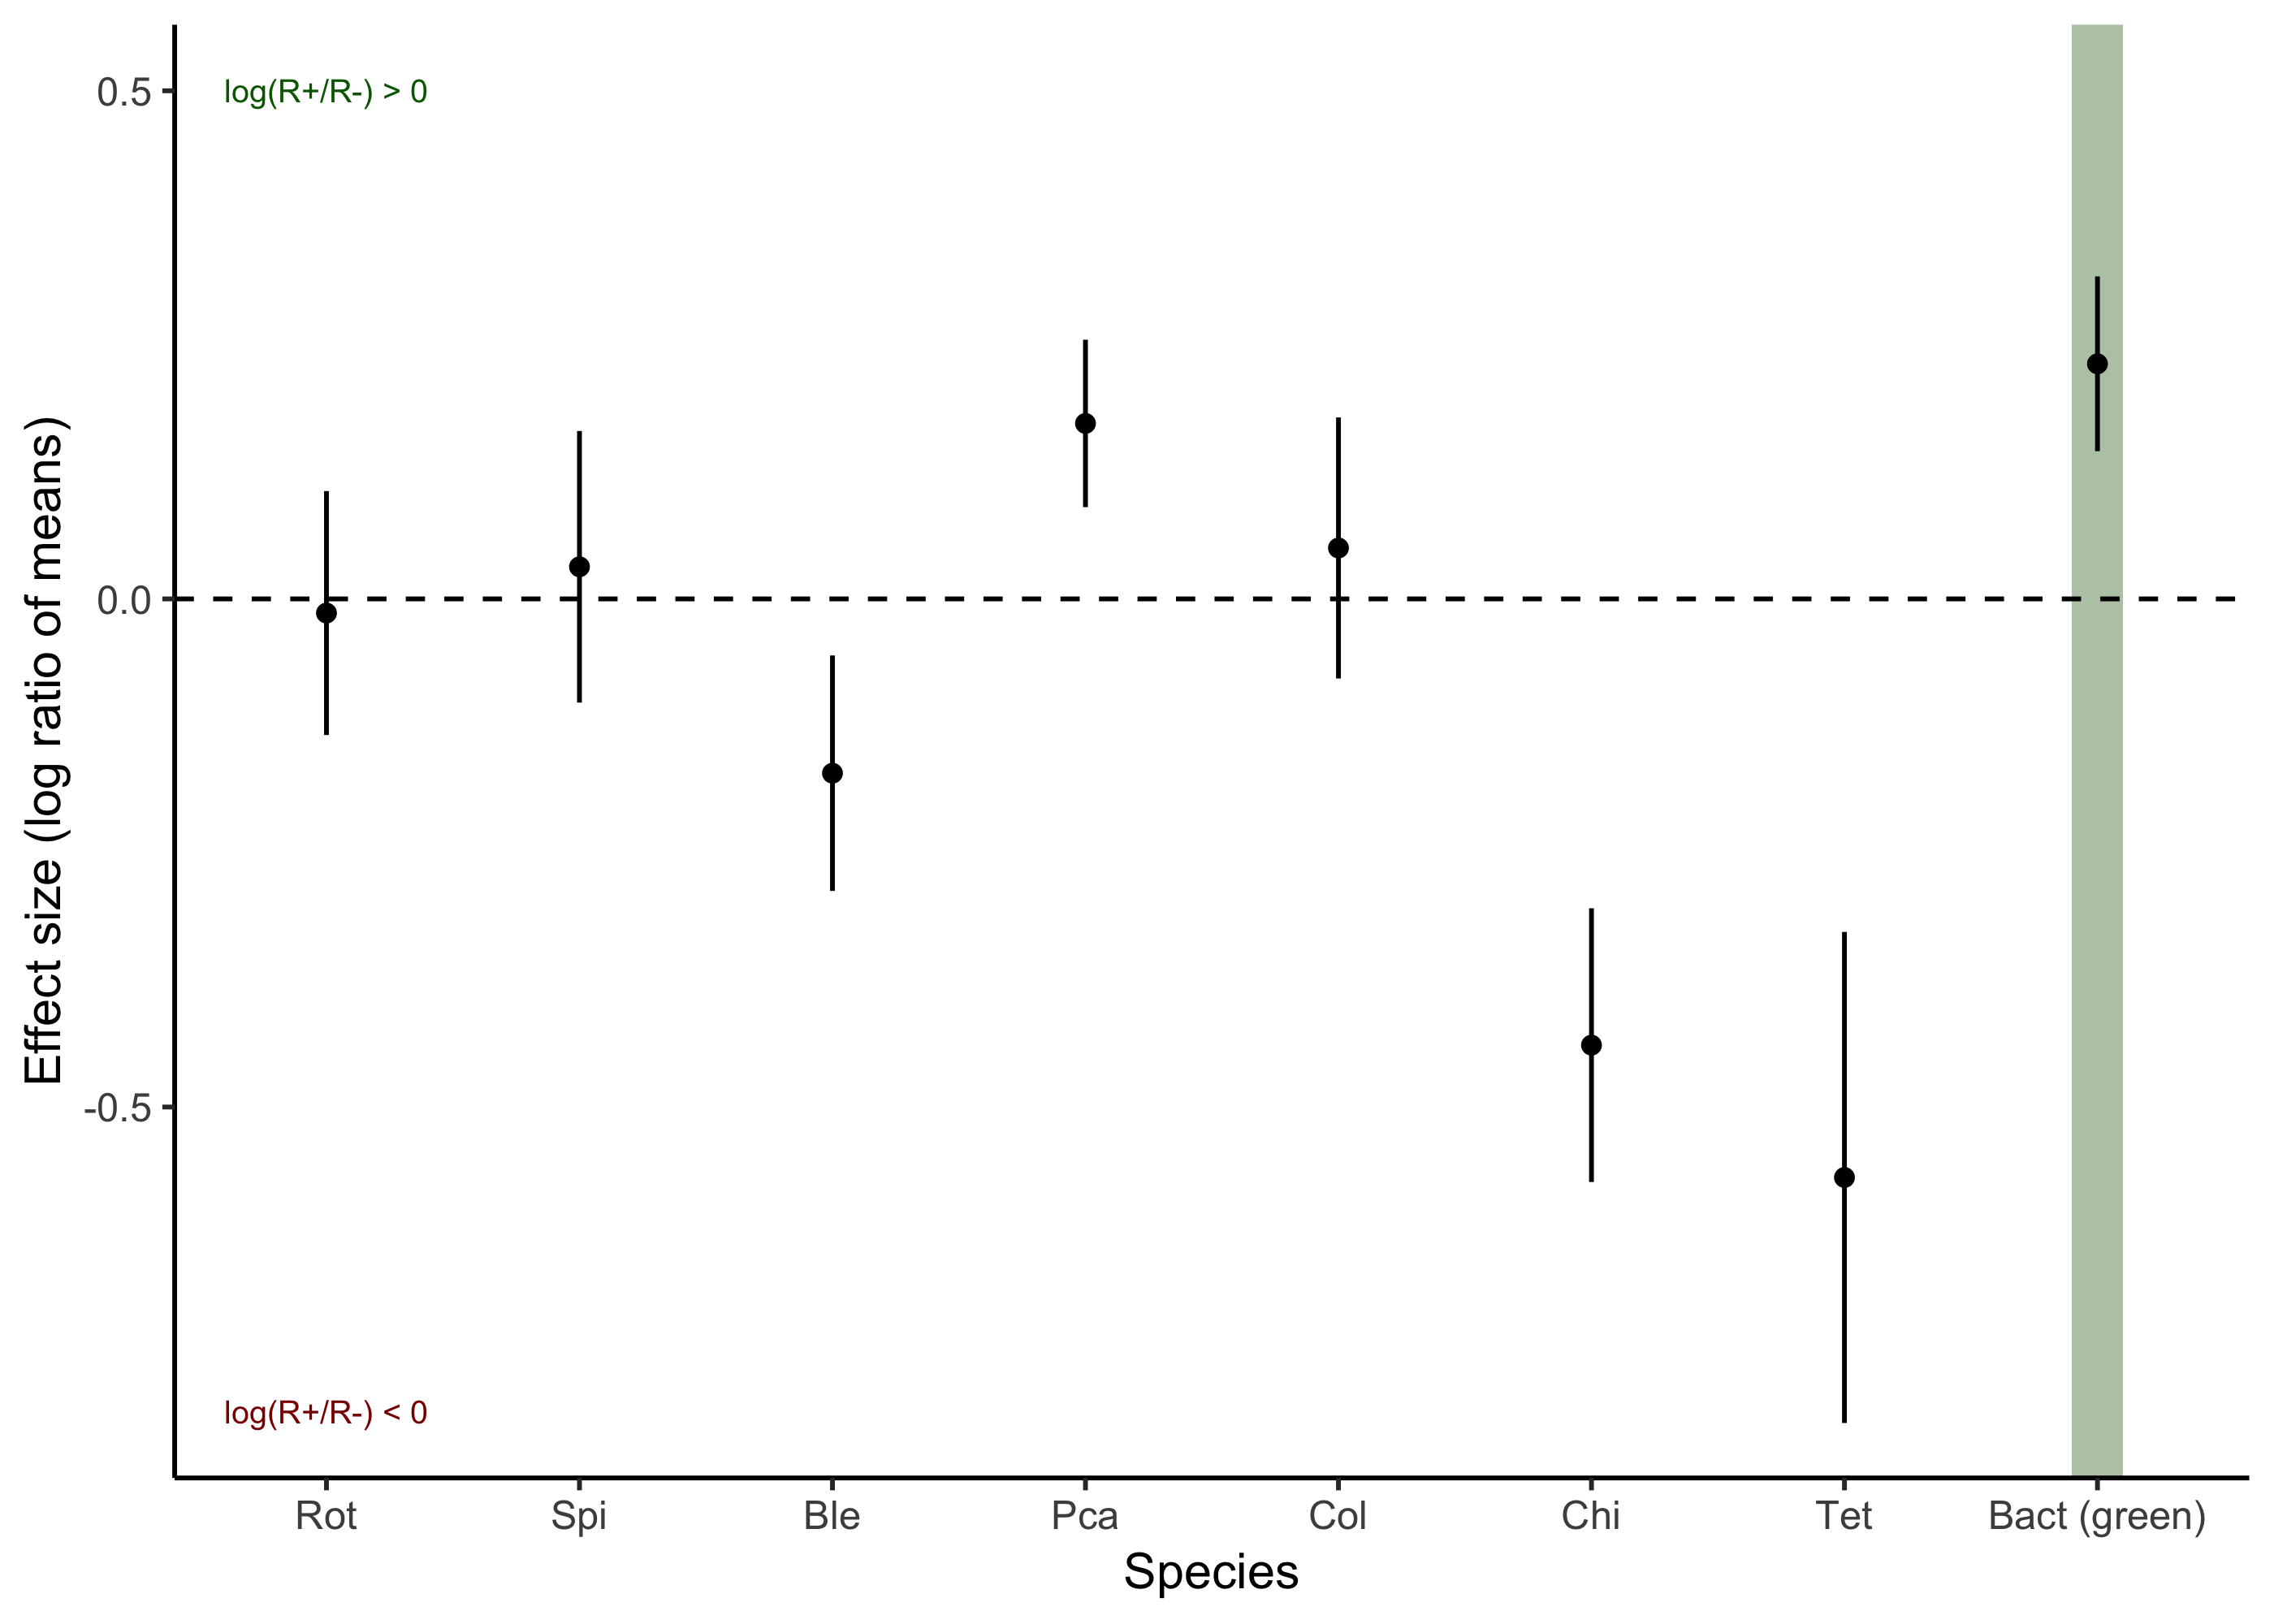 Effect size (log ratio of means)
0.5
0.0
-0.5
log(R+/R-) > 0
log(R+/R-) < 0
Rot Spi Ble Pca Col Chi Tet Bact (green)
Species